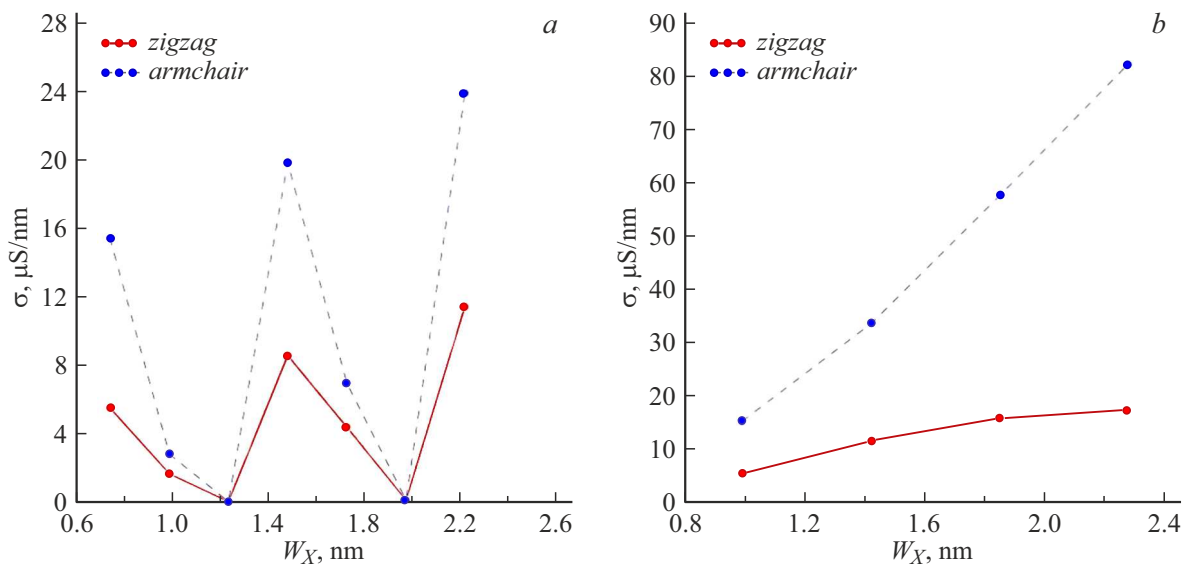 a
zigzag
armchair
28
24
20
16
12
8
4
0
σ, μS/nm
0.6 1.0 1.4 1.8 2.2 2.6
W_X, nm
b
zigzag
armchair
90
80
70
60
50
40
30
20
10
0
σ, μS/nm
0.8 1.2 1.6 2.0 2.4
W_X, nm